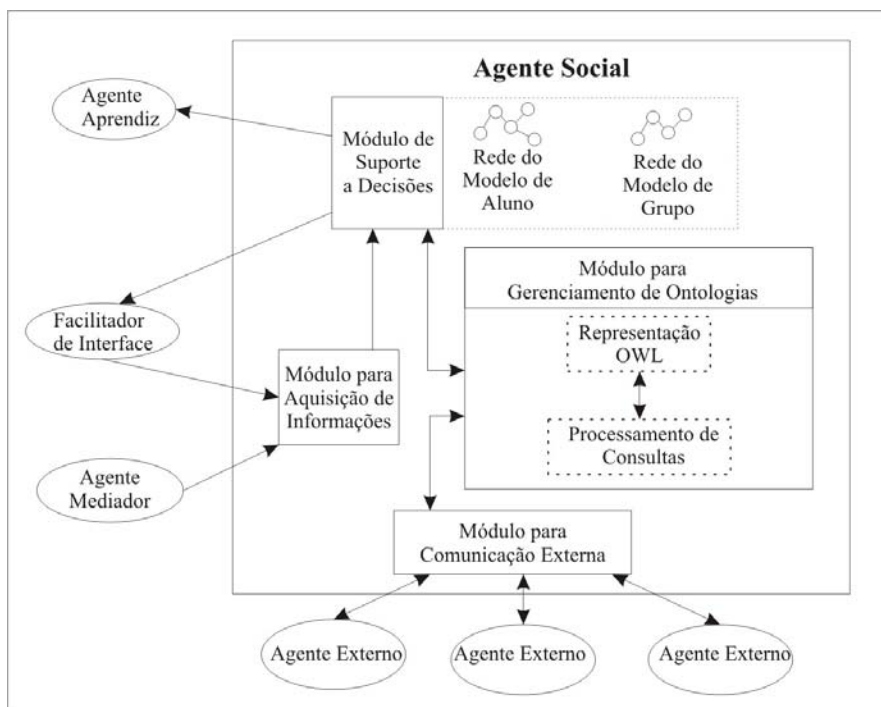 Agente Social
Agente
Aprendiz
Módulo de
Suporte
a Decisões
Rede do
Modelo de
Aluno
Rede do
Modelo de
Grupo
Módulo para
Gerenciamento de Ontologias
Representação
OWL
Processamento de
Consultas
Facilitador
de Interface
Módulo para
Aquisição de
Informações
Agente
Mediador
Módulo para
Comunicação Externa
Agente Externo
Agente Externo
Agente Externo